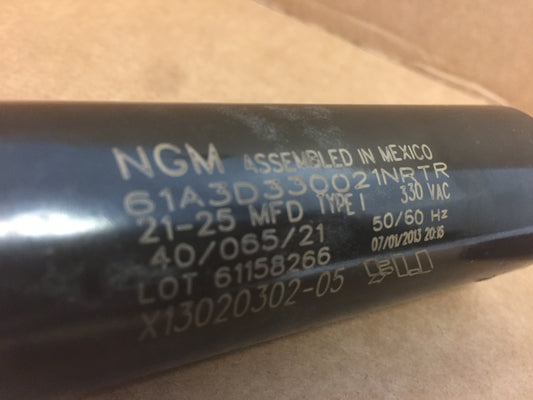 NGM ASSEMBLED IN MEXICO
61A3D330021NRTR
21-25 MFD TYPE I 330 VAC
40/065/21 50/60 Hz
LOT 61158266 07/01/2013 20:16
X13020302-05